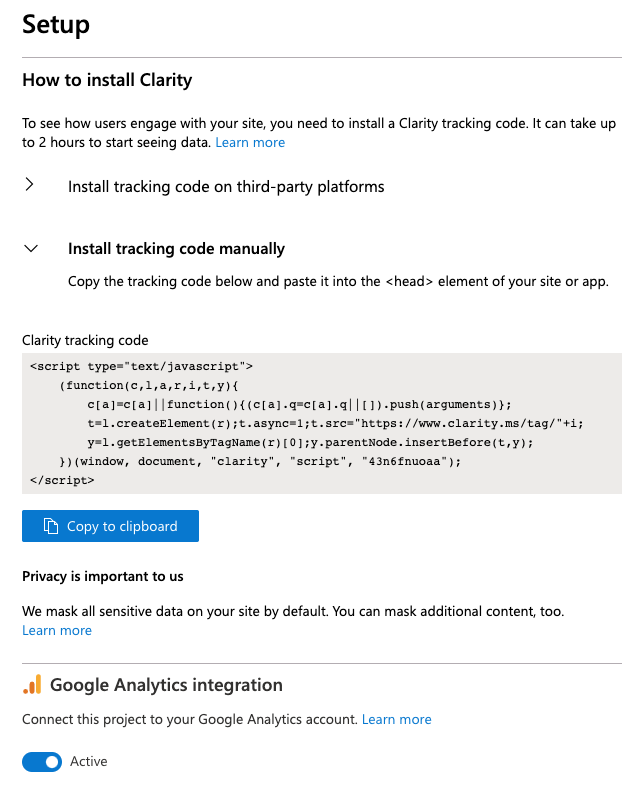 Setup
How to install Clarity
To see how users engage with your site, you need to install a Clarity tracking code. It can take up
to 2 hours to start seeing data. Learn more
Install tracking code on third-party platforms
Install tracking code manually
Copy the tracking code below and paste it into the <head> element of your site or app.
Clarity tracking code
<script type="text/javascript">
    (function(c,l,a,r,i,t,y){
        c[a]=c[a]||function(){(c[a].q=c[a].q||[]).push(arguments)};
        t=l.createElement(r);t.async=1;t.src="https://www.clarity.ms/tag/"+i;
        y=l.getElementsByTagName(r)[0];y.parentNode.insertBefore(t,y);
    })(window, document, "clarity", "script", "43n6fnuoaa");
</script>
Copy to clipboard
Privacy is important to us
We mask all sensitive data on your site by default. You can mask additional content, too.
Learn more
Google Analytics integration
Connect this project to your Google Analytics account. Learn more
Active